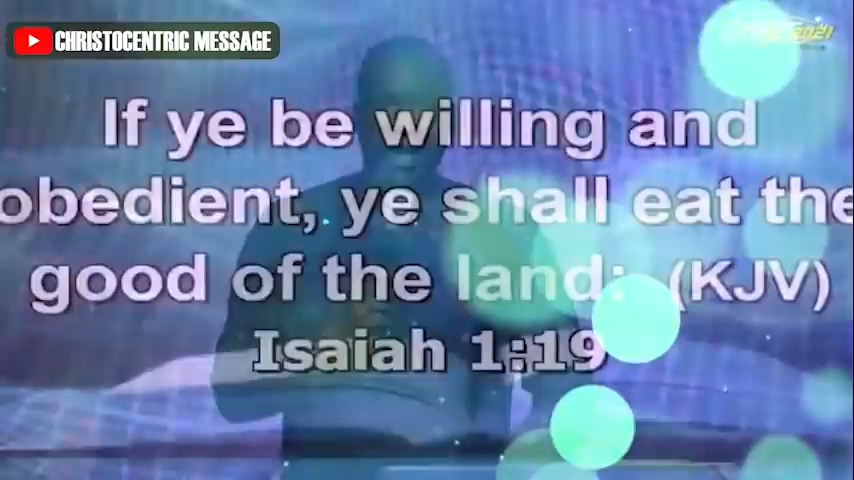 CHRISTOCENTRIC MESSAGE
2021
If ye be willing and
obedient, ye shall eat the
good of the land: (KJV)
Isaiah 1:19